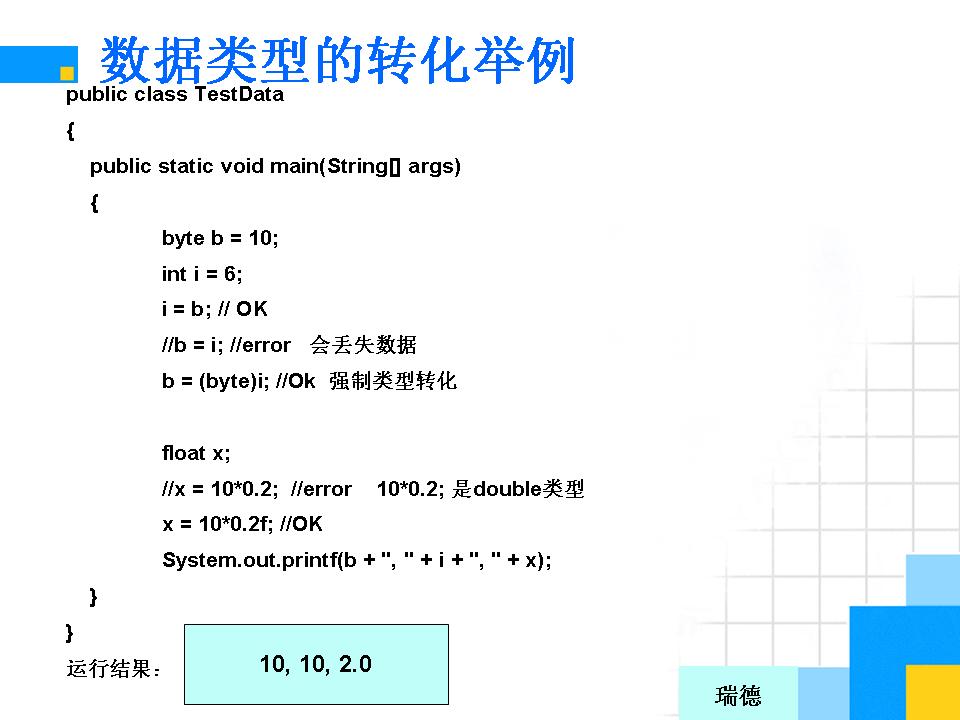 数据类型的转化举例
public class TestData
{
public static void main(String[] args)
{
byte b = 10;
int i = 6;
i = b; // OK
//b = i; //error 会丢失数据
b = (byte)i; //Ok 强制类型转化
float x;
//x = 10*0.2; //error 10*0.2; 是double类型
x = 10*0.2f; //OK
System.out.printf(b + ", " + i + ", " + x);
}
}
运行结果：
10, 10, 2.0
瑞德